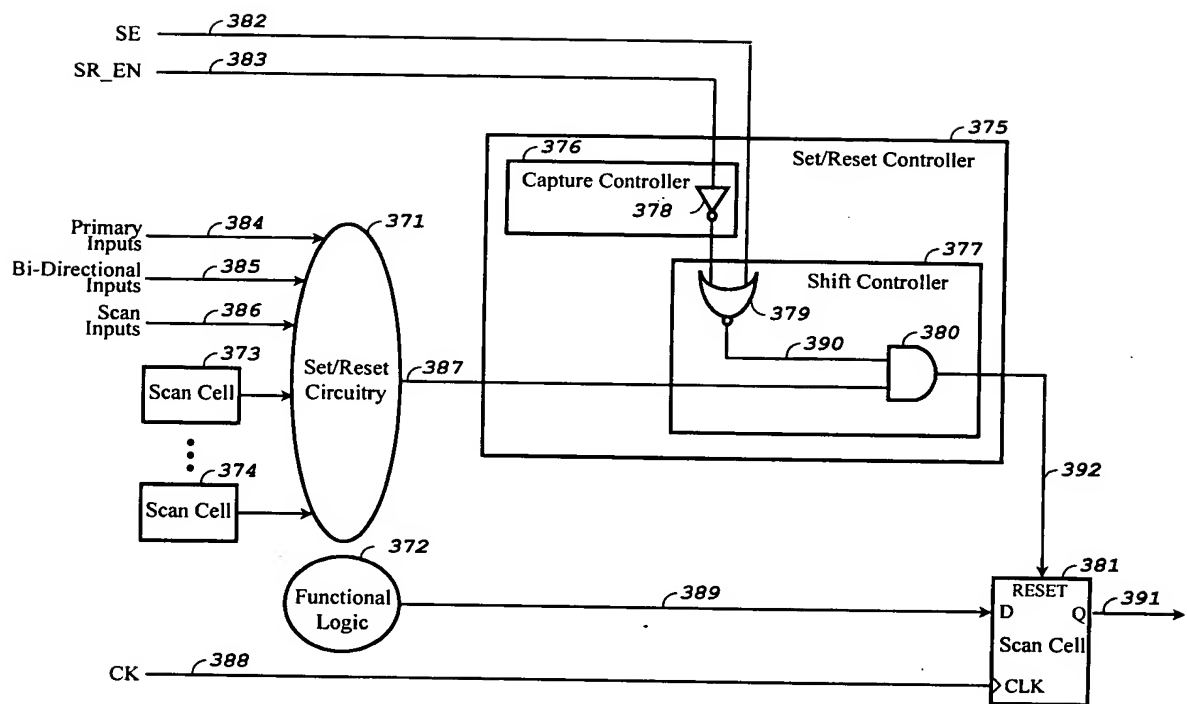 SE
382
SR_EN
383
375
376
Set/Reset Controller
Capture Controller
378
384
371
Primary
Inputs
377
385
Bi-Directional
Inputs
Shift Controller
386
Scan
Inputs
379
373
390
380
Scan Cell
Set/Reset
Circuitry
387
374
392
Scan Cell
372
381
RESET
Functional
Logic
389
D
Q
391
Scan Cell
CK
388
CLK